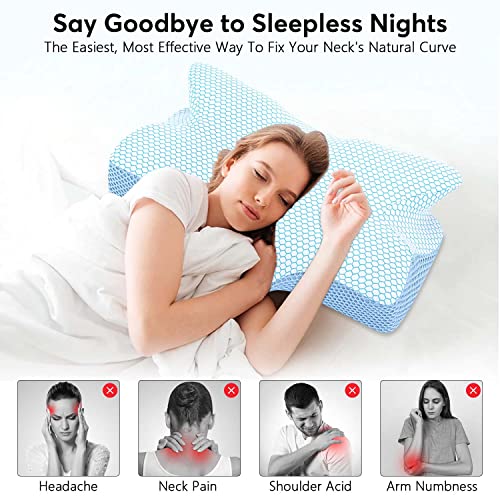 Say Goodbye to Sleepless Nights
The Easiest, Most Effective Way To Fix Your Neck's Natural Curve
Headache
Neck Pain
Shoulder Acid
Arm Numbness